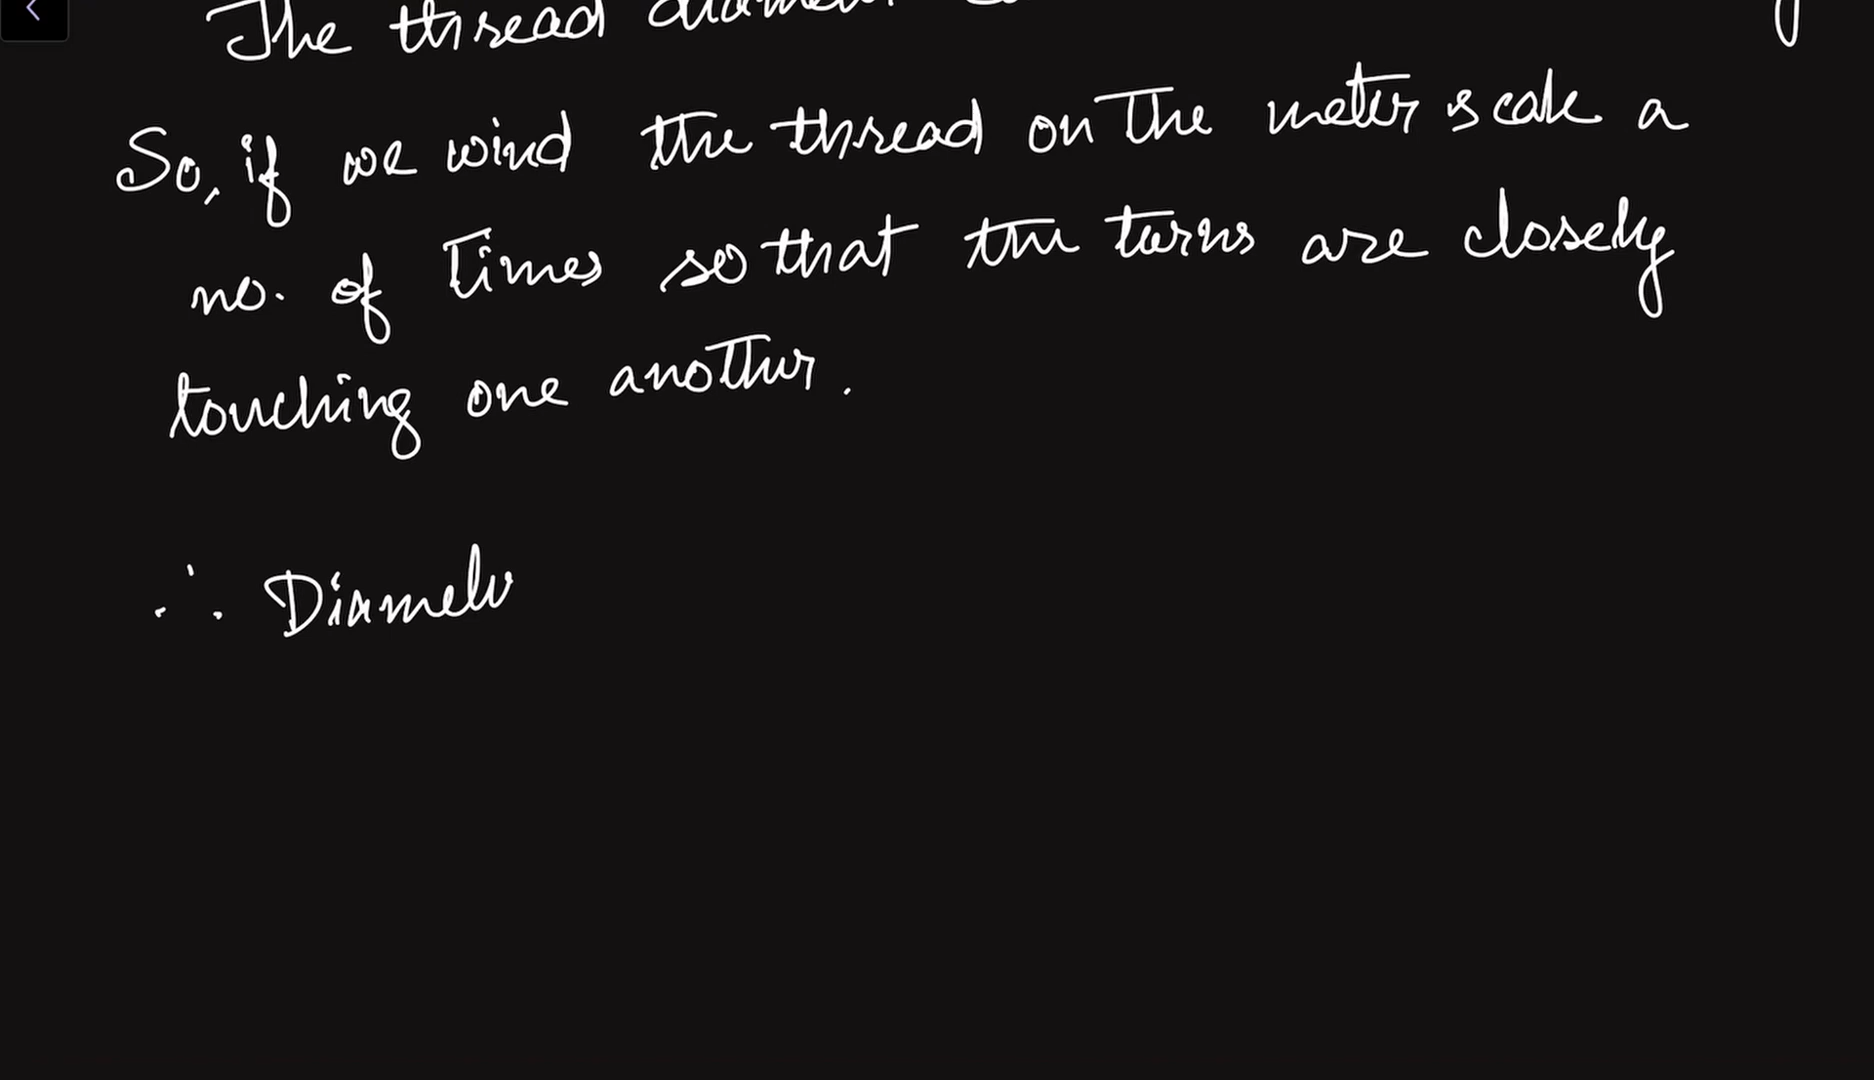 The thread
So, if we wind the thread on the meter scale a
no. of times so that the turns are closely
touching one another.
∴ Diameter